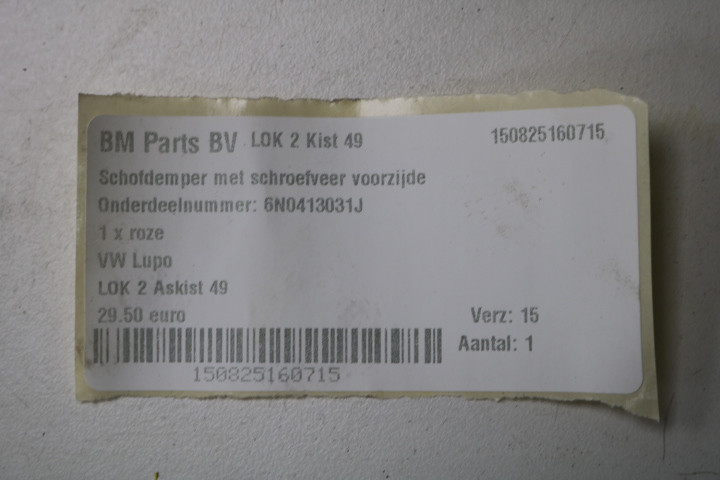 BM Parts BV LOK 2 Kist 49 150825160715
Schofdemper met schroefveer voorzijde
Onderdeelnummer: 6N0413031J
1 x roze
VW Lupo
LOK 2 Askist 49
29.50 euro Verz: 15
Aantal: 1
150825160715